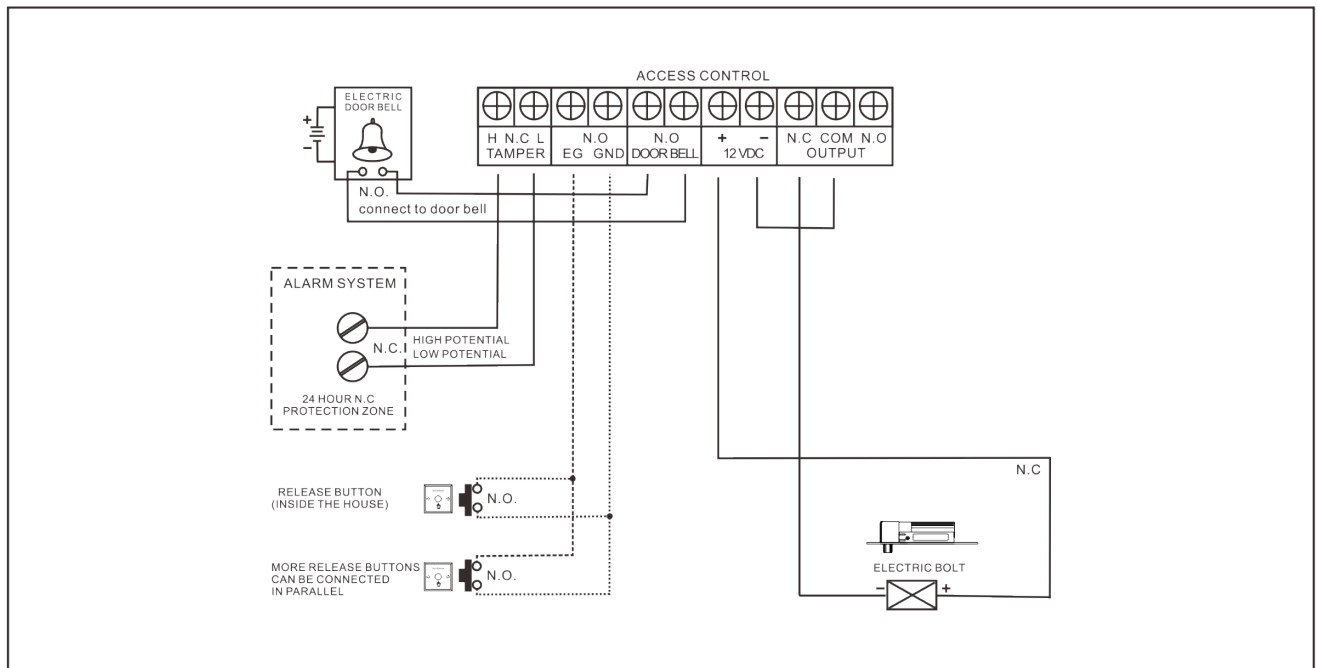 ACCESS CONTROL
ELECTRIC
DOOR BELL
+
−
H N.C L
TAMPER
N.O
EG GND
N.O
DOOR BELL
+ −
12 VDC
N.C COM N.O
OUTPUT
N.O.
connect to door bell
ALARM SYSTEM
N.C.
HIGH POTENTIAL
LOW POTENTIAL
24 HOUR N.C
PROTECTION ZONE
RELEASE BUTTON
(INSIDE THE HOUSE)
N.O.
MORE RELEASE BUTTONS
CAN BE CONNECTED
IN PARALLEL
N.O.
N.C
ELECTRIC BOLT
− +